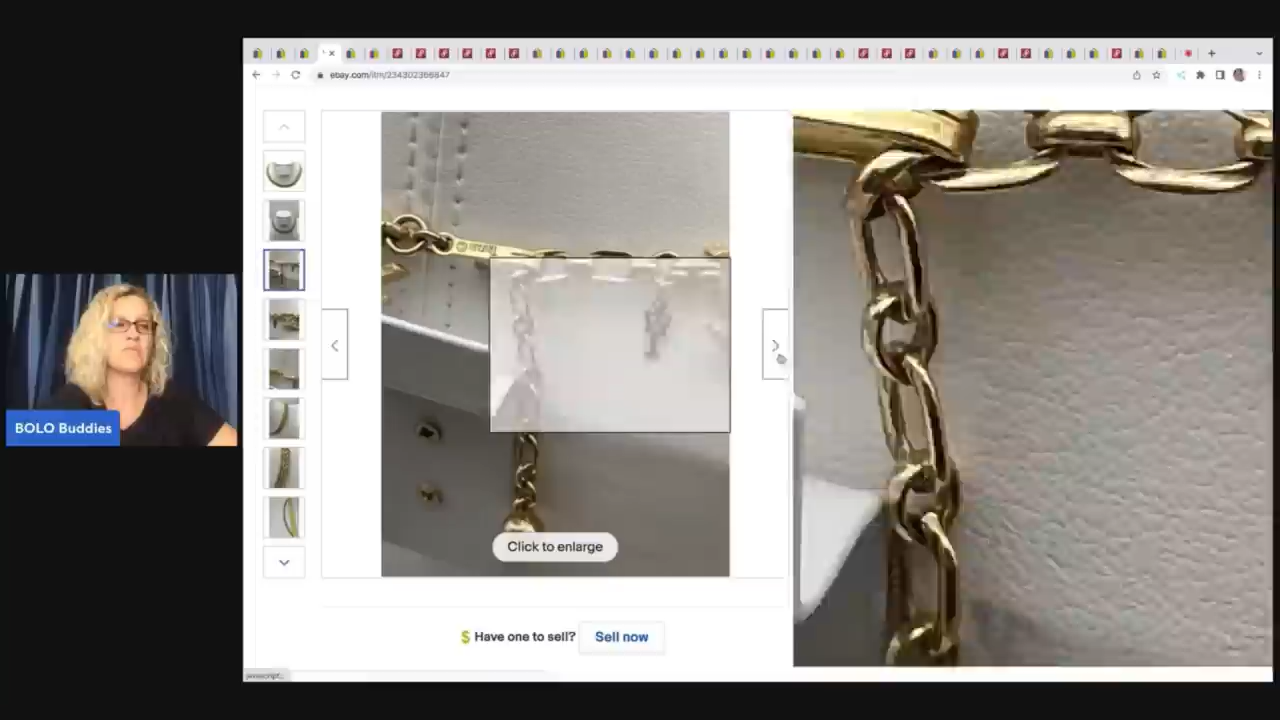 ebay.com/itm/234302366847
Click to enlarge
$ Have one to sell? Sell now
BOLO Buddies